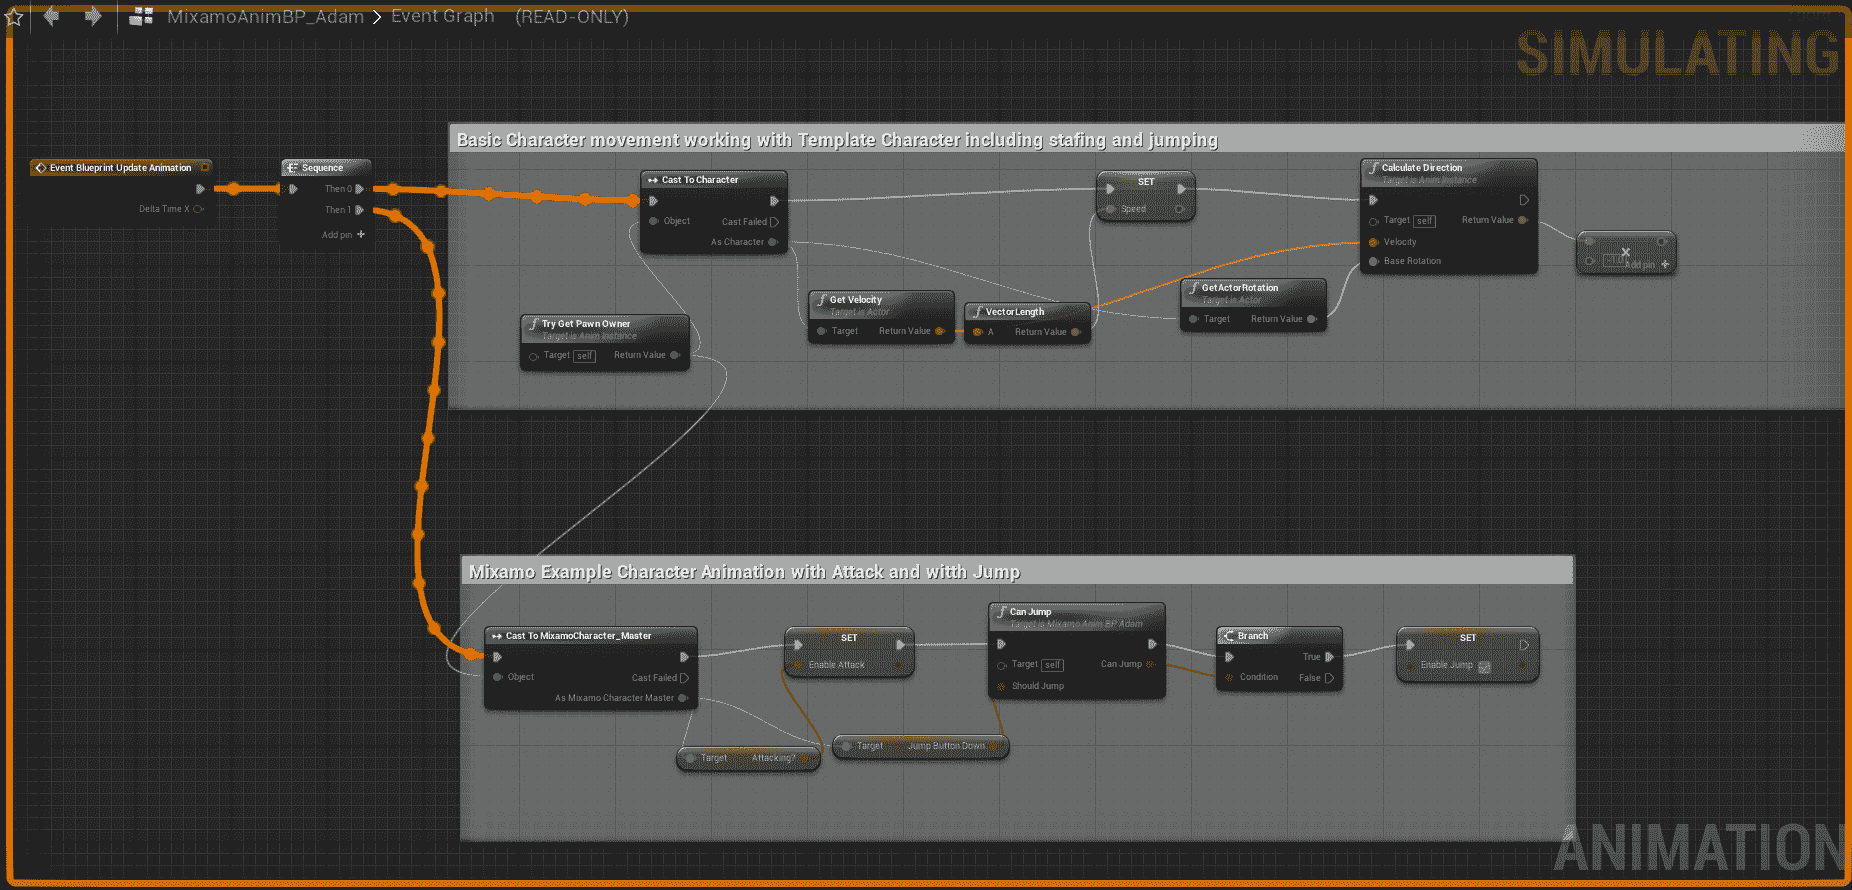 MixamoAnimBP_Adam > Event Graph (READ-ONLY)
SIMULATING
Basic Character movement working with Template Character including stafing and jumping
Event Blueprint Update Animation
Delta Time X
Sequence
Then 0
Then 1
Add pin +
Cast To Character
Object
Cast Failed
As Character
SET
Speed
Calculate Direction
Target is Anim Instance
Target self
Return Value
Velocity
Base Rotation
Add pin +
Try Get Pawn Owner
Target is Anim Instance
Target self
Return Value
Get Velocity
Target is Actor
Target
Return Value
VectorLength
A
Return Value
GetActorRotation
Target is Actor
Target
Return Value
Mixamo Example Character Animation with Attack and witth Jump
Cast To MixamoCharacter_Master
Object
Cast Failed
As Mixamo Character Master
SET
Enable Attack
Can Jump
Target is Mixamo Anim BP Adam
Target self
Can Jump
Should Jump
Branch
True
Condition
False
SET
Enable Jump
Target
Attacking?
Target
Jump Button Down
ANIMATION